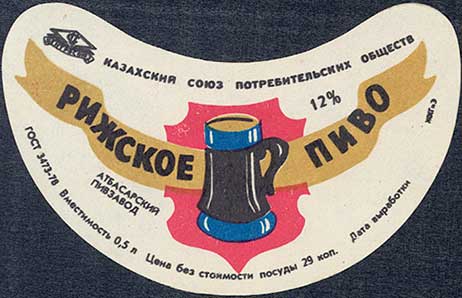 КАЗАХСКИЙ СОЮЗ ПОТРЕБИТЕЛЬСКИХ ОБЩЕСТВ
12%
РИЖСКОЕ ПИВО
АТБАСАРСКИЙ
ПИВЗАВОД
ГОСТ 3473-78 Вместимость 0,5 л Цена без стоимости посуды 29 коп. Дата выработки